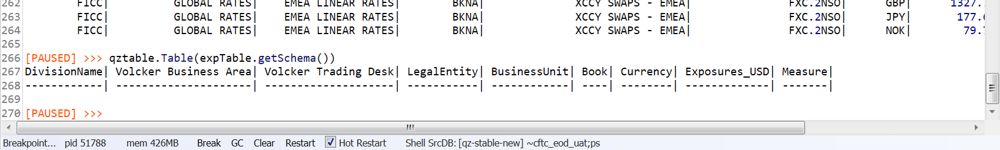 262 FICC| GLOBAL RATES| EMEA LINEAR RATES| BKNA| XCCY SWAPS - EMEA| FXC.2NSO| GBP| 1327.
263 FICC| GLOBAL RATES| EMEA LINEAR RATES| BKNA| XCCY SWAPS - EMEA| FXC.2NSO| JPY| 177.
264 FICC| GLOBAL RATES| EMEA LINEAR RATES| BKNA| XCCY SWAPS - EMEA| FXC.2NSO| NOK| 79.
265
266 [PAUSED] >>> qztable.Table(expTable.getSchema())
267 DivisionName| Volcker Business Area| Volcker Trading Desk| LegalEntity| BusinessUnit| Book| Currency| Exposures_USD| Measure|
268 ------------| ---------------------| --------------------| -----------| ------------| ----| --------| -------------| -------|
269
270 [PAUSED] >>>
Breakpoint... pid 51788 mem 426MB Break GC Clear Restart Hot Restart Shell SrcDB: [qz-stable-new] ~cftc_eod_uat;ps